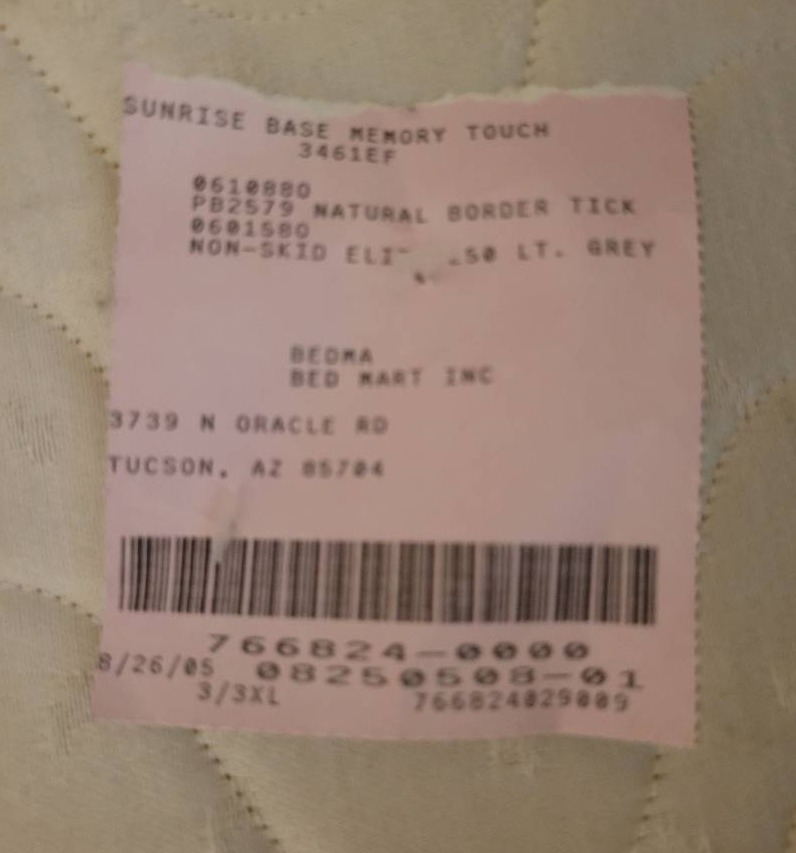 SUNRISE BASE MEMORY TOUCH
3461EF
0610880
PB2579 NATURAL BORDER TICK
0601580
NON-SKID LT. GREY
BEDMA
BED MART INC
3739 N ORACLE RD
TUCSON, AZ 85704
766824-0000
8/26/05 08250508-01
3/3XL 766824029009